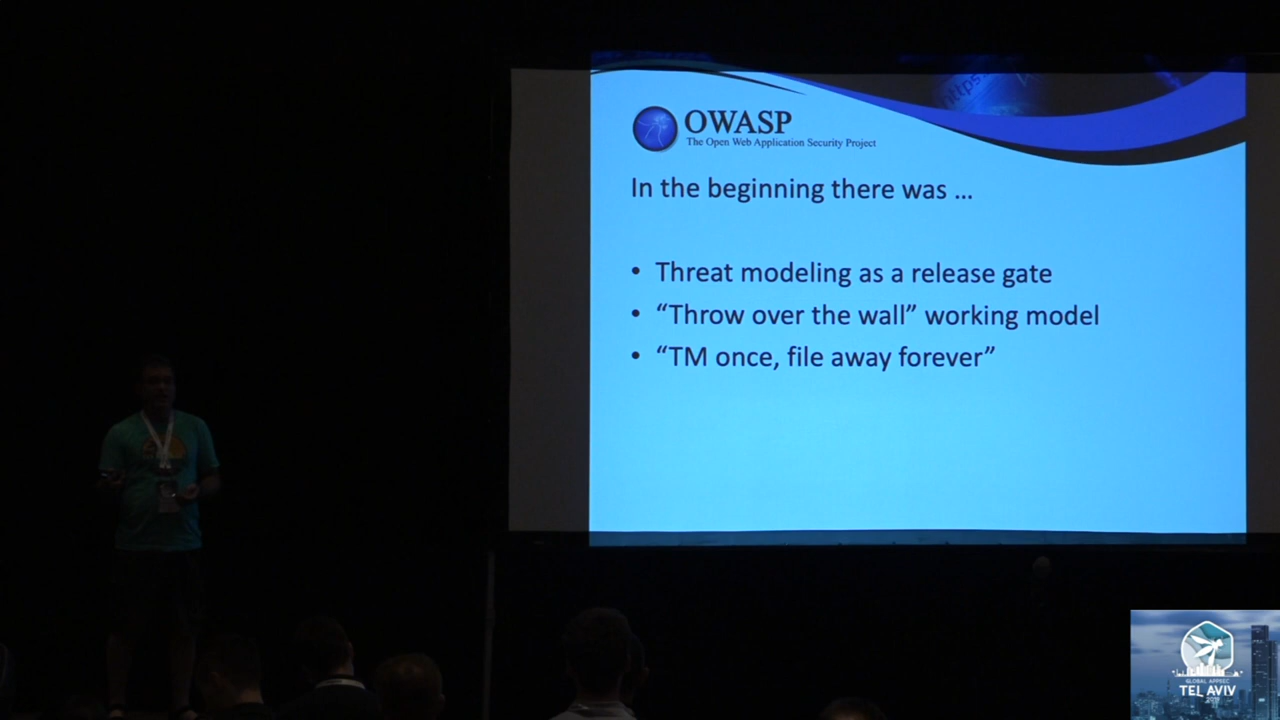 https:
OWASP
The Open Web Application Security Project
In the beginning there was ...
• Threat modeling as a release gate
• “Throw over the wall” working model
• “TM once, file away forever”
GLOBAL APPSEC
TEL AVIV